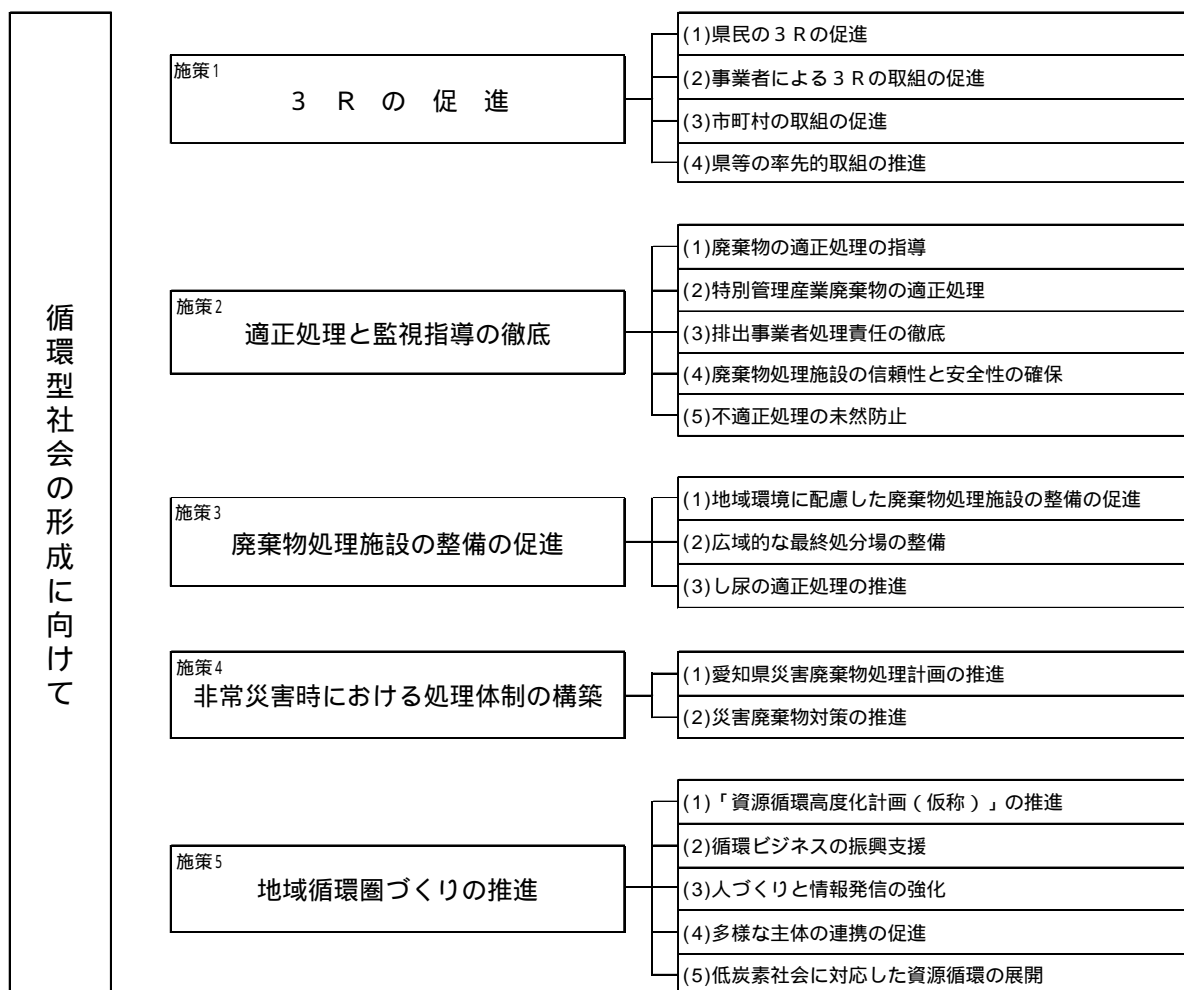 循環型社会の形成に向けて
施策1
３Ｒの促進
(1)県民の３Ｒの促進
(2)事業者による３Ｒの取組の促進
(3)市町村の取組の促進
(4)県等の率先的取組の推進
施策2
適正処理と監視指導の徹底
(1)廃棄物の適正処理の指導
(2)特別管理産業廃棄物の適正処理
(3)排出事業者処理責任の徹底
(4)廃棄物処理施設の信頼性と安全性の確保
(5)不適正処理の未然防止
施策3
廃棄物処理施設の整備の促進
(1)地域環境に配慮した廃棄物処理施設の整備の促進
(2)広域的な最終処分場の整備
(3)し尿の適正処理の推進
施策4
非常災害時における処理体制の構築
(1)愛知県災害廃棄物処理計画の推進
(2)災害廃棄物対策の推進
施策5
地域循環圏づくりの推進
(1)「資源循環高度化計画（仮称）」の推進
(2)循環ビジネスの振興支援
(3)人づくりと情報発信の強化
(4)多様な主体の連携の促進
(5)低炭素社会に対応した資源循環の展開